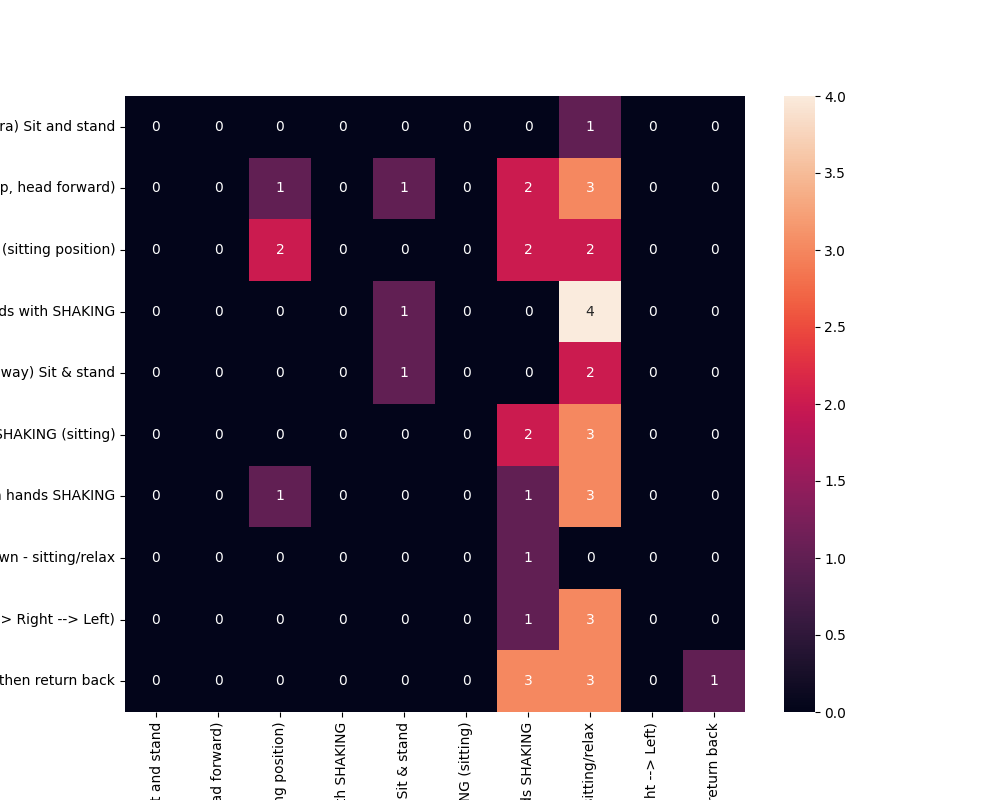 ra) Sit and stand 0 0 0 0 0 0 0 1 0 0
p, head forward) 0 0 1 0 1 0 2 3 0 0
(sitting position) 0 0 2 0 0 0 2 2 0 0
ds with SHAKING 0 0 0 0 1 0 0 4 0 0
way) Sit & stand 0 0 0 0 1 0 0 2 0 0
SHAKING (sitting) 0 0 0 0 0 0 2 3 0 0
hands SHAKING 0 0 1 0 0 0 1 3 0 0
wn - sitting/relax 0 0 0 0 0 0 1 0 0 0
> Right --> Left) 0 0 0 0 0 0 1 3 0 0
then return back 0 0 0 0 0 0 3 3 0 1
t and stand
ad forward)
ng position)
th SHAKING
Sit & stand
NG (sitting)
ds SHAKING
sitting/relax
ht --> Left)
return back
4.0
3.5
3.0
2.5
2.0
1.5
1.0
0.5
0.0